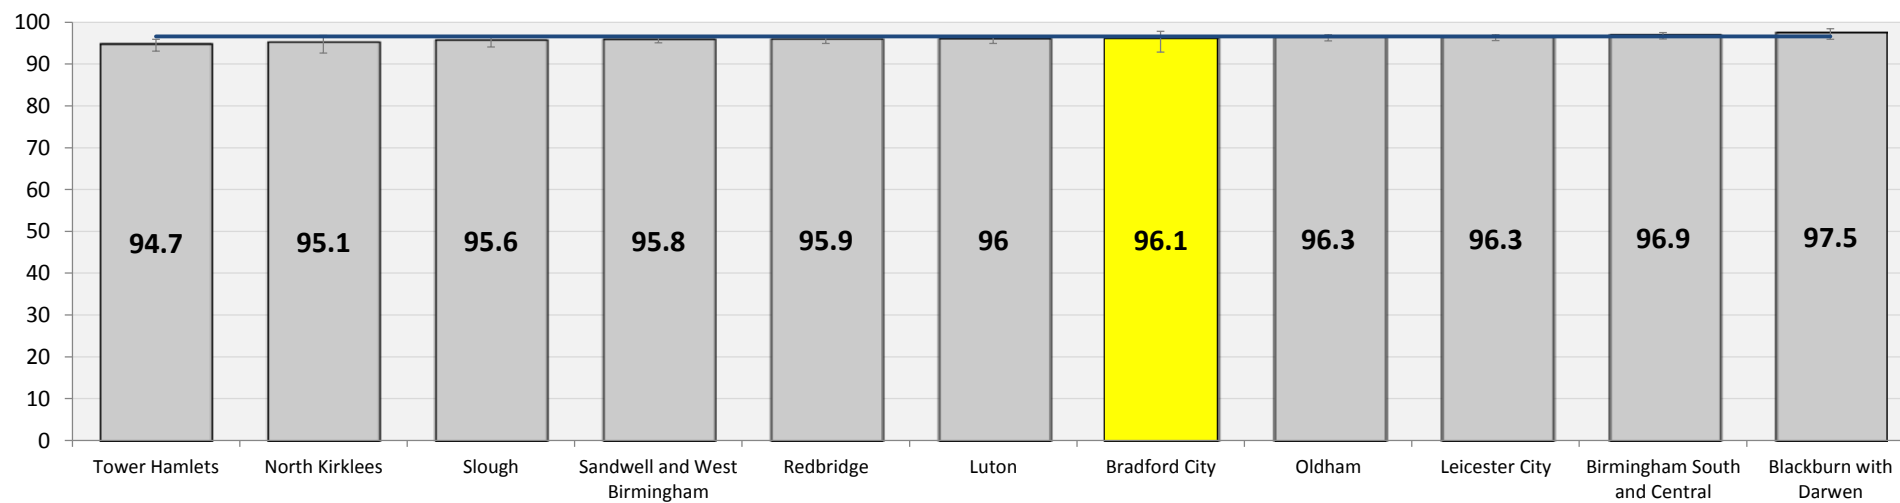 100
90
80
70
60
50
40
30
20
10
0
94.7
95.1
95.6
95.8
95.9
96
96.1
96.3
96.3
96.9
97.5
Tower Hamlets
North Kirklees
Slough
Sandwell and West
Birmingham
Redbridge
Luton
Bradford City
Oldham
Leicester City
Birmingham South
and Central
Blackburn with
Darwen